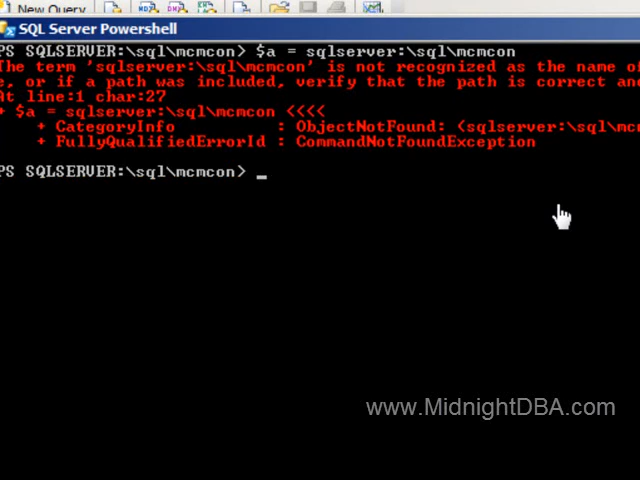 New Query
SQL Server Powershell
PS SQLSERVER:\sql\mcmcon> $a = sqlserver:\sql\mcmcon
The term 'sqlserver:\sql\mcmcon' is not recognized as the name of
e, or if a path was included, verify that the path is correct and
At line:1 char:27
+ $a = sqlserver:\sql\mcmcon <<<<
+ CategoryInfo : ObjectNotFound: (sqlserver:\sql\mc
+ FullyQualifiedErrorId : CommandNotFoundException
PS SQLSERVER:\sql\mcmcon> _
www.MidnightDBA.com